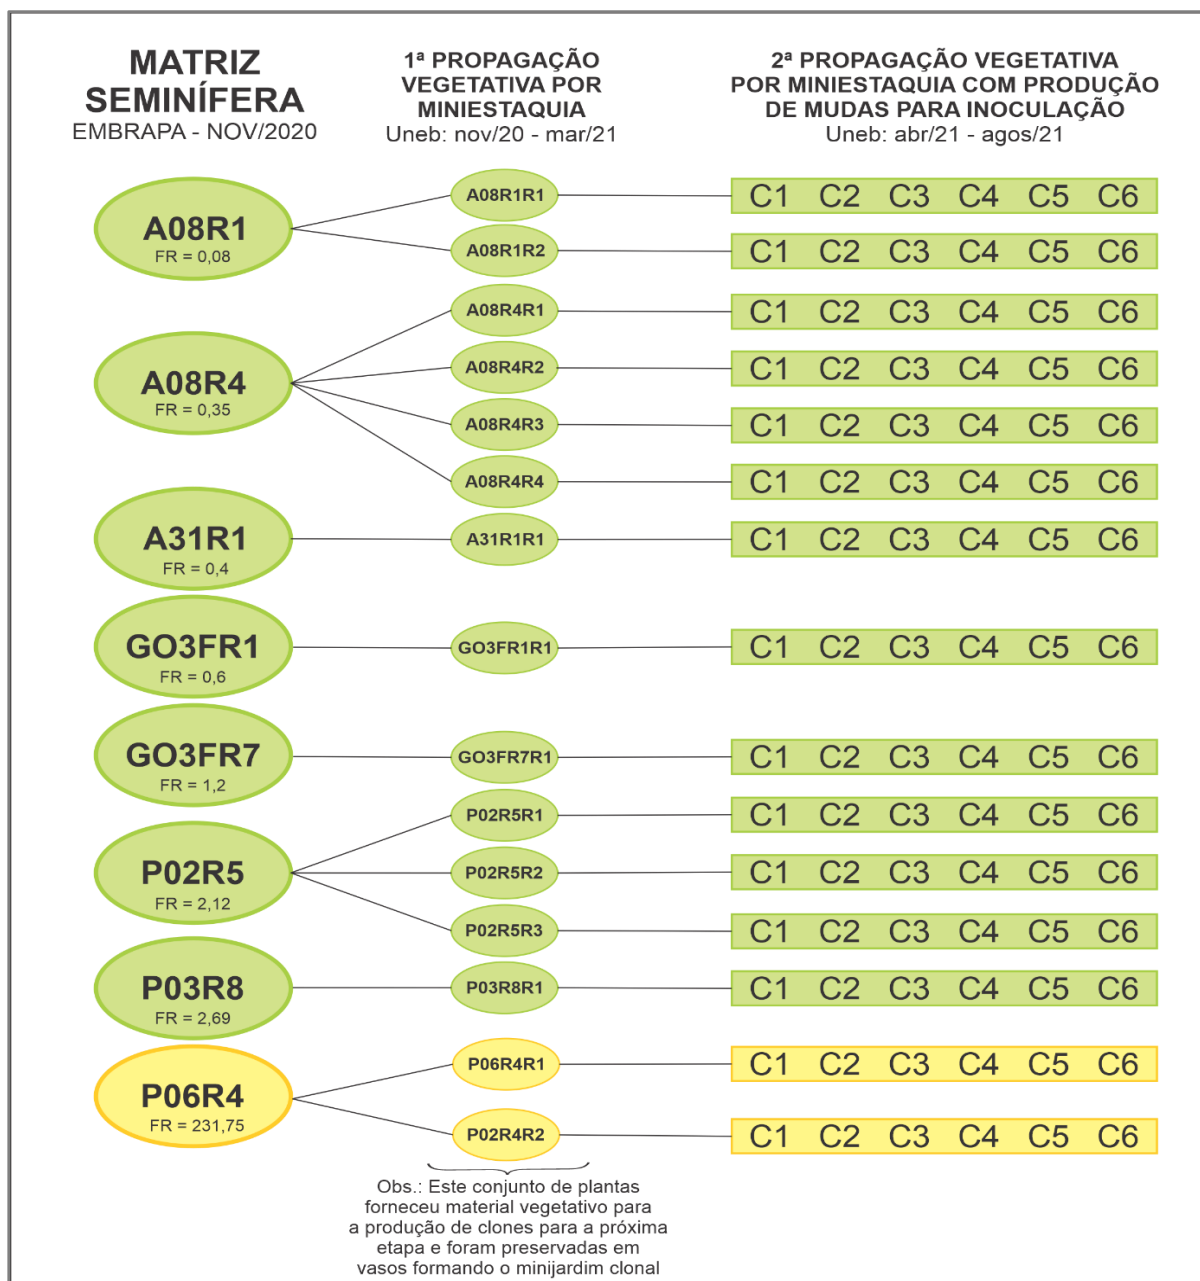 MATRIZ
SEMINÍFERA
EMBRAPA - NOV/2020
1ª PROPAGAÇÃO
VEGETATIVA POR
MINIESTAQUIA
Uneb: nov/20 - mar/21
2ª PROPAGAÇÃO VEGETATIVA
POR MINIESTAQUIA COM PRODUÇÃO
DE MUDAS PARA INOCULAÇÃO
Uneb: abr/21 - agos/21
A08R1
FR = 0,08
A08R1R1
C1 C2 C3 C4 C5 C6
A08R1R2
C1 C2 C3 C4 C5 C6
A08R4
FR = 0,35
A08R4R1
C1 C2 C3 C4 C5 C6
A08R4R2
C1 C2 C3 C4 C5 C6
A08R4R3
C1 C2 C3 C4 C5 C6
A08R4R4
C1 C2 C3 C4 C5 C6
A31R1
FR = 0,4
A31R1R1
C1 C2 C3 C4 C5 C6
GO3FR1
FR = 0,6
GO3FR1R1
C1 C2 C3 C4 C5 C6
GO3FR7
FR = 1,2
GO3FR7R1
C1 C2 C3 C4 C5 C6
P02R5
FR = 2,12
P02R5R1
C1 C2 C3 C4 C5 C6
P02R5R2
C1 C2 C3 C4 C5 C6
P02R5R3
C1 C2 C3 C4 C5 C6
P03R8
FR = 2,69
P03R8R1
C1 C2 C3 C4 C5 C6
P06R4
FR = 231,75
P06R4R1
C1 C2 C3 C4 C5 C6
P02R4R2
C1 C2 C3 C4 C5 C6
Obs.: Este conjunto de plantas
forneceu material vegetativo para
a produção de clones para a próxima
etapa e foram preservadas em
vasos formando o minijardim clonal